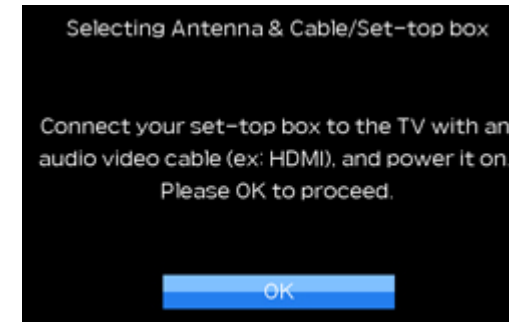 Selecting Antenna & Cable/Set-top box
Connect your set-top box to the TV with an
audio video cable (ex: HDMI), and power it on.
Please OK to proceed.
OK